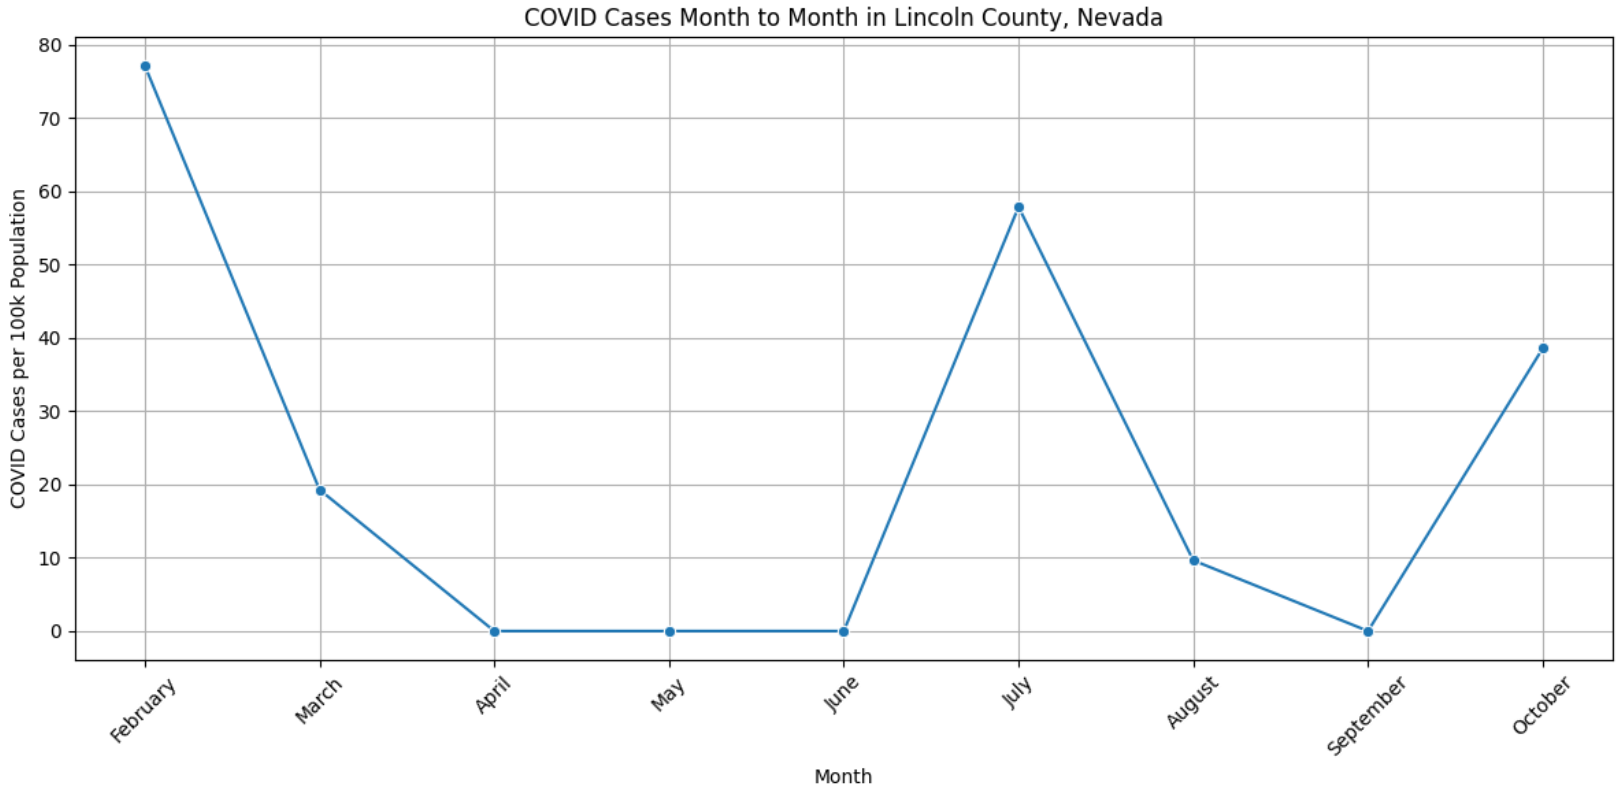 COVID Cases Month to Month in Lincoln County, Nevada
COVID Cases per 100k Population
80
70
60
50
40
30
20
10
0
February
March
April
May
June
July
August
September
October
Month